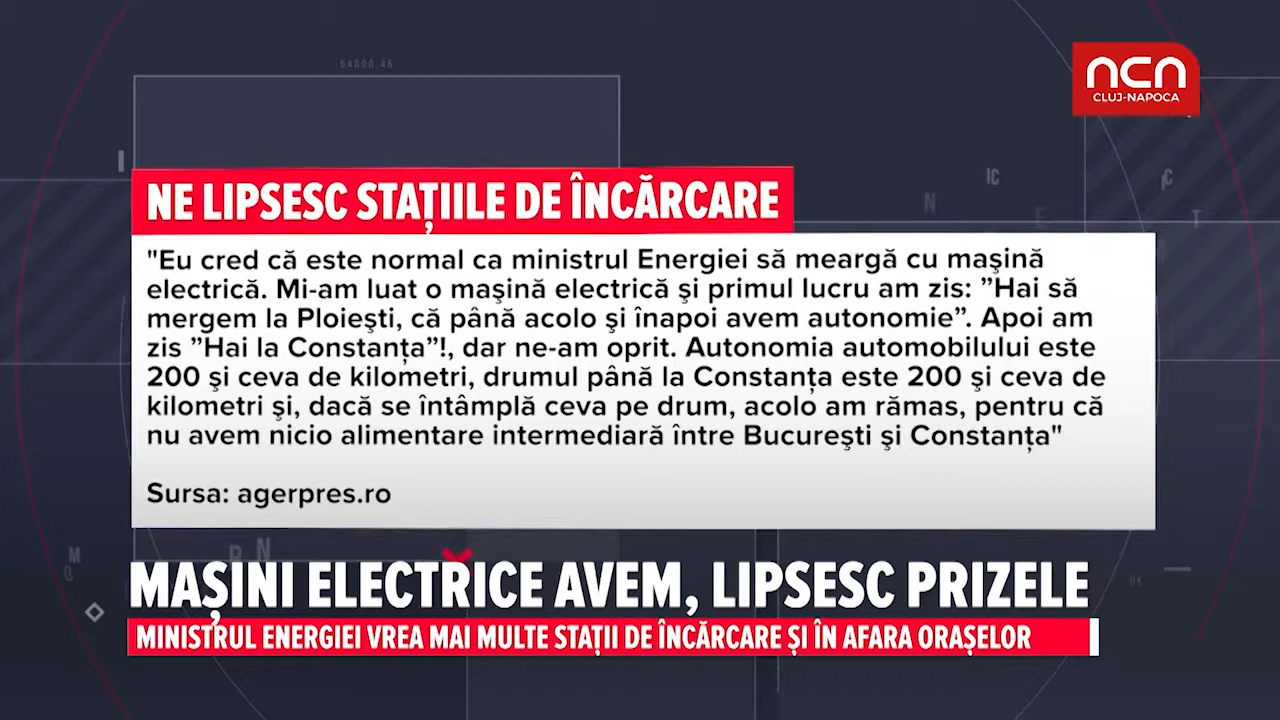 54000.45
ncn
CLUJ-NAPOCA
NE LIPSESC STAȚIILE DE ÎNCĂRCARE
"Eu cred că este normal ca ministrul Energiei să meargă cu maşină
electrică. Mi-am luat o maşină electrică şi primul lucru am zis: ”Hai să
mergem la Ploieşti, că până acolo şi înapoi avem autonomie”. Apoi am
zis ”Hai la Constanța”!, dar ne-am oprit. Autonomia automobilului este
200 şi ceva de kilometri, drumul până la Constanța este 200 şi ceva de
kilometri şi, dacă se întâmplă ceva pe drum, acolo am rămas, pentru că
nu avem nicio alimentare intermediară între Bucureşti şi Constanța"
Sursa: agerpres.ro
MAȘINI ELECTRICE AVEM, LIPSESC PRIZELE
MINISTRUL ENERGIEI VREA MAI MULTE STAȚII DE ÎNCĂRCARE ȘI ÎN AFARA ORAȘELOR